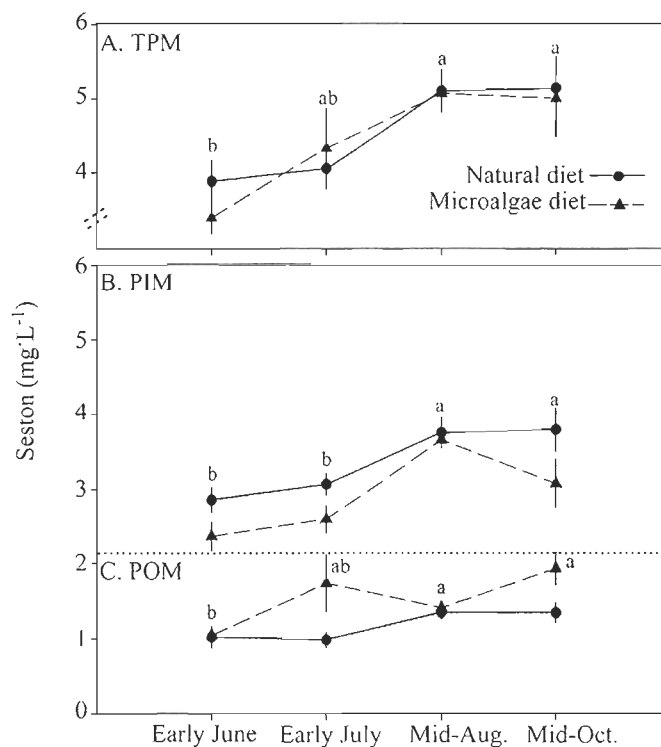 6
A. TPM
a
a
5
ab
b
4
Natural diet
Microalgae diet
6
B. PIM
5
Seston (mg·L⁻¹)
4
a
a
b
b
3
2
C. POM
ab
a
a
b
1
0
Early June Early July Mid-Aug. Mid-Oct.